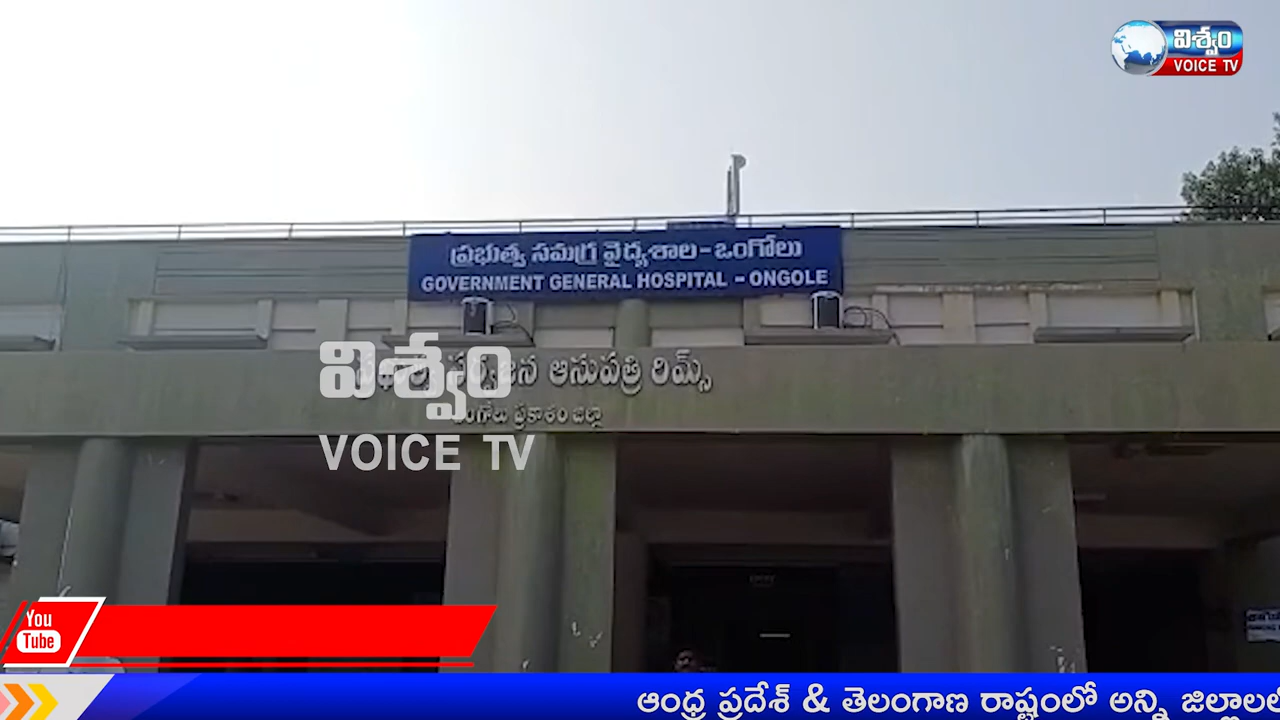 విశ్వం
VOICE TV
ప్రభుత్వ సమగ్ర వైద్యశాల - ఒంగోలు
GOVERNMENT GENERAL HOSPITAL - ONGOLE
ఆసుపత్రి రిమ్స్
విశ్వం
ఒంగోలు ప్రకాశం జిల్లా
VOICE TV
You
Tube
ఆంధ్ర ప్రదేశ్ & తెలంగాణ రాష్ట్రంలో అన్ని